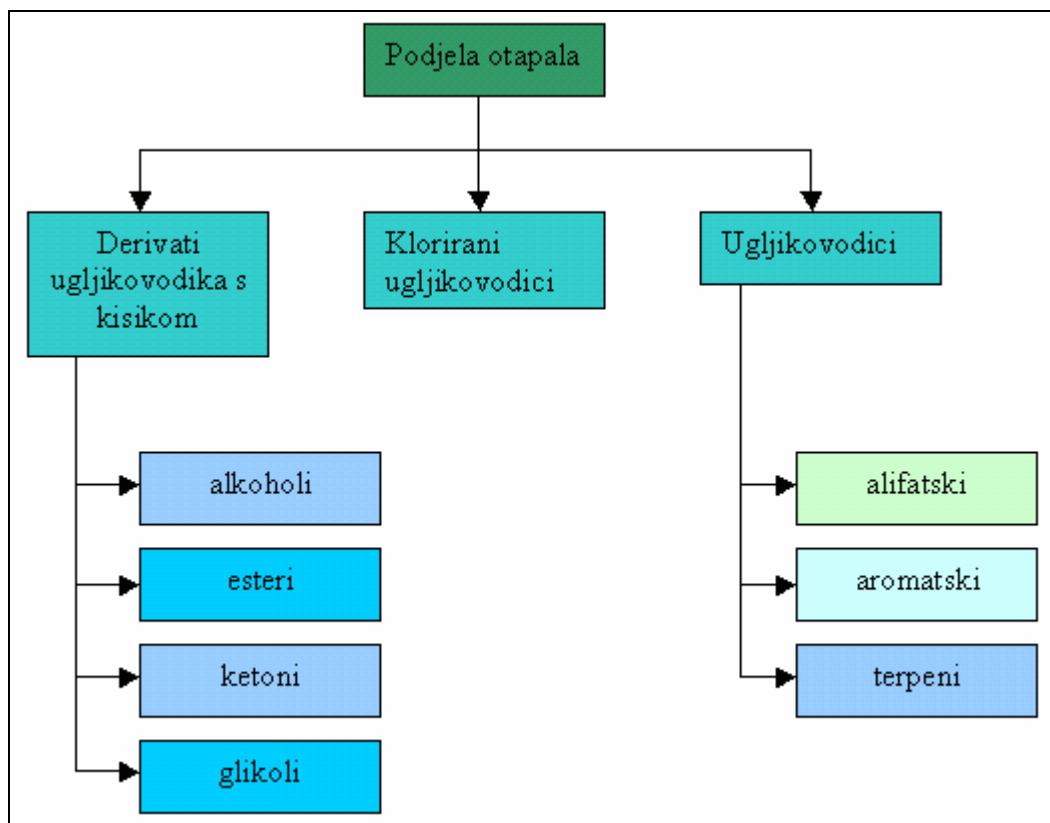 Podjela otapala
Derivati
ugljikovodika s
kisikom
Klorirani
ugljikovodici
Ugljikovodici
alkoholi
esteri
ketoni
glikoli
alifatski
aromatski
terpeni